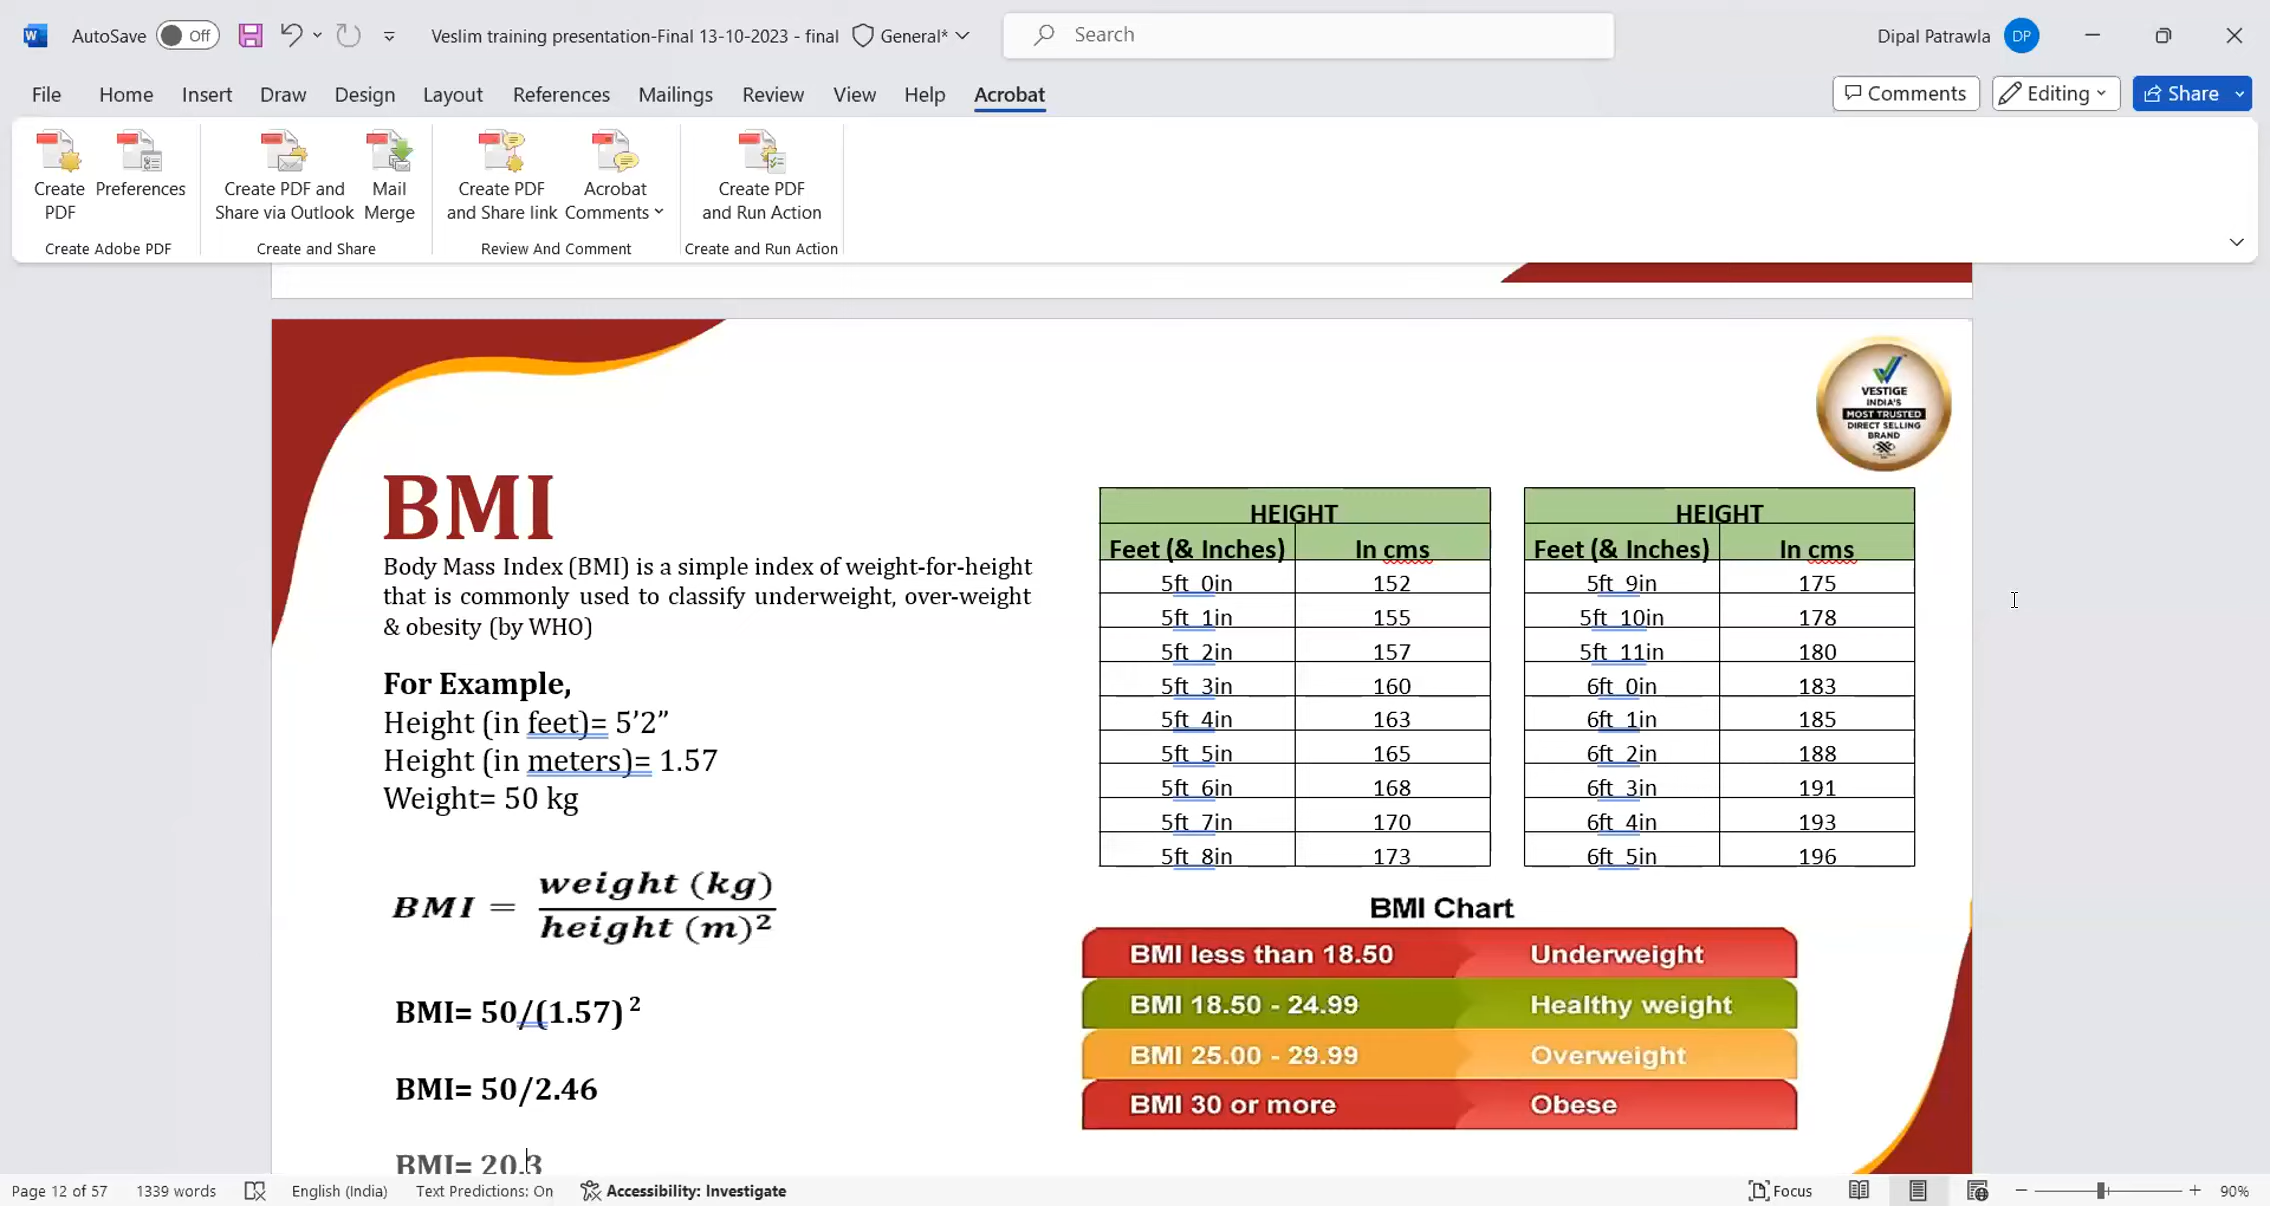 AutoSave Off Veslim training presentation-Final 13-10-2023 - final General* Search Dipal Patrawla DP
File Home Insert Draw Design Layout References Mailings Review View Help Acrobat Comments Editing Share
Create PDF
Preferences
Create PDF and Share via Outlook
Mail Merge
Create PDF and Share link
Acrobat Comments
Create PDF and Run Action
Create Adobe PDF Create and Share Review And Comment Create and Run Action
VESTIGE
INDIA'S
MOST TRUSTED
DIRECT SELLING
BRAND
BMI
Body Mass Index (BMI) is a simple index of weight-for-height
that is commonly used to classify underweight, over-weight
& obesity (by WHO)
For Example,
Height (in feet)= 5’2”
Height (in meters)= 1.57
Weight= 50 kg
BMI = weight (kg)
height (m)²
BMI= 50/(1.57) ²
BMI= 50/2.46
BMI= 20.3
HEIGHT
Feet (& Inches) In cms
5ft 0in 152
5ft 1in 155
5ft 2in 157
5ft 3in 160
5ft 4in 163
5ft 5in 165
5ft 6in 168
5ft 7in 170
5ft 8in 173
HEIGHT
Feet (& Inches) In cms
5ft 9in 175
5ft 10in 178
5ft 11in 180
6ft 0in 183
6ft 1in 185
6ft 2in 188
6ft 3in 191
6ft 4in 193
6ft 5in 196
BMI Chart
BMI less than 18.50 Underweight
BMI 18.50 - 24.99 Healthy weight
BMI 25.00 - 29.99 Overweight
BMI 30 or more Obese
Page 12 of 57 1339 words English (India) Text Predictions: On Accessibility: Investigate Focus 90%